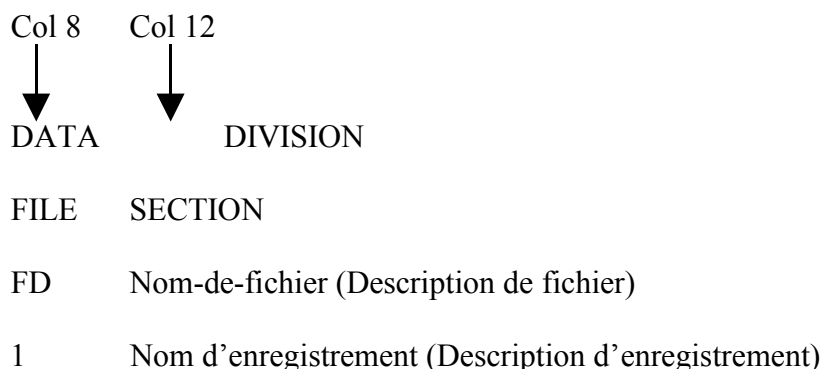 Col 8 Col 12
DATA DIVISION
FILE SECTION
FD Nom-de-fichier (Description de fichier)
1 Nom d’enregistrement (Description d’enregistrement)